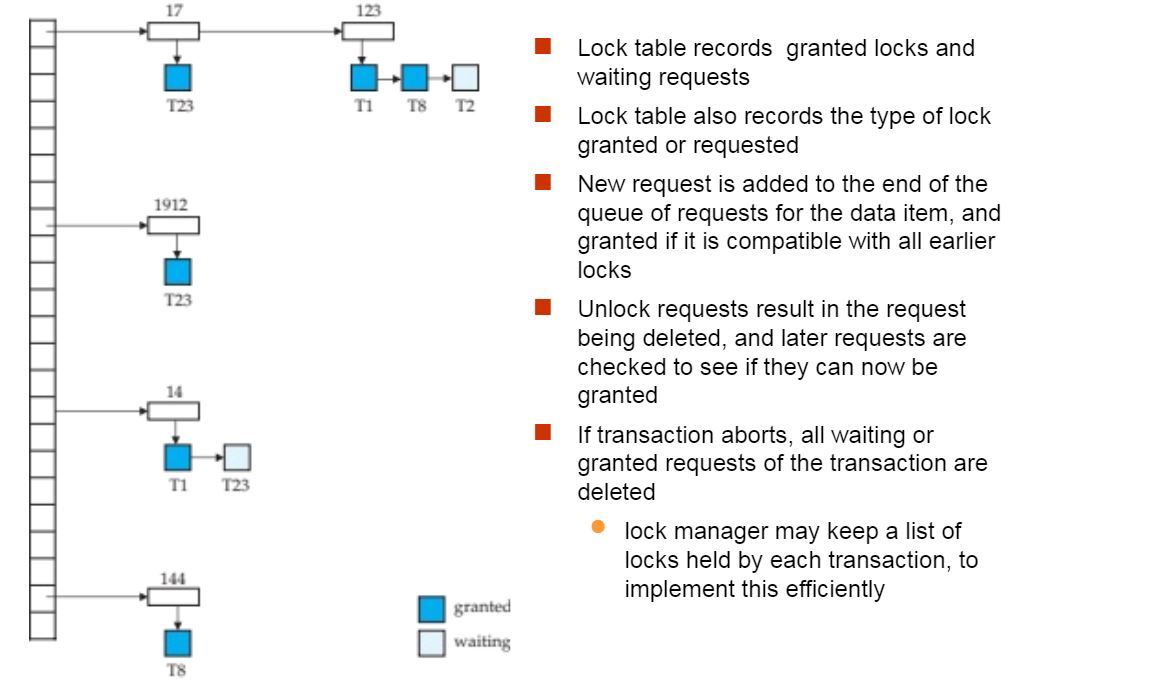 17 123
T23 T1 T8 T2
1912
T23
14
T1 T23
144
T8
granted
waiting
Lock table records granted locks and
waiting requests
Lock table also records the type of lock
granted or requested
New request is added to the end of the
queue of requests for the data item, and
granted if it is compatible with all earlier
locks
Unlock requests result in the request
being deleted, and later requests are
checked to see if they can now be
granted
If transaction aborts, all waiting or
granted requests of the transaction are
deleted
lock manager may keep a list of
locks held by each transaction, to
implement this efficiently